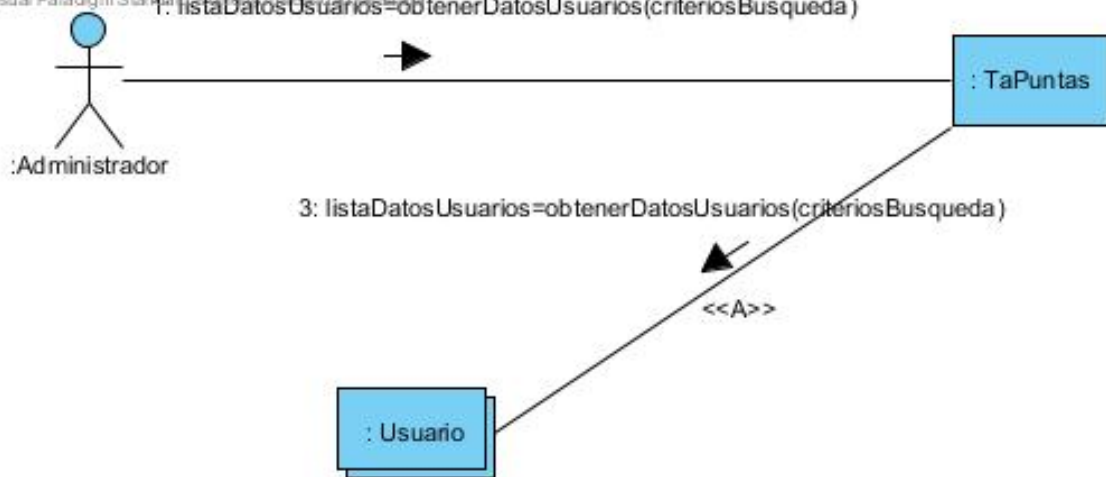 1: listaDatosUsuarios=obtenerDatosUsuarios(criteriosBusqueda)
: TaPuntas
:Administrador
3: listaDatosUsuarios=obtenerDatosUsuarios(criteriosBusqueda)
<<A>>
: Usuario